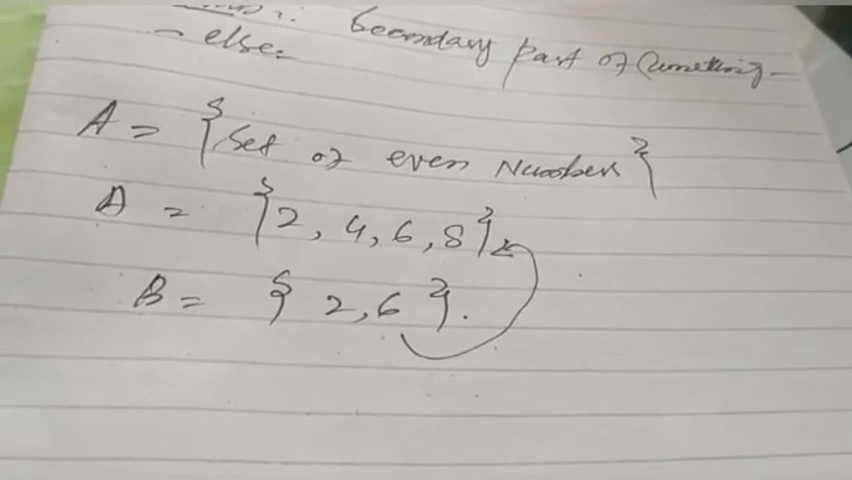 Secondary part of something
- else.
A = {Set of even Number}
A = {2, 4, 6, 8}
B = { 2, 6 }.